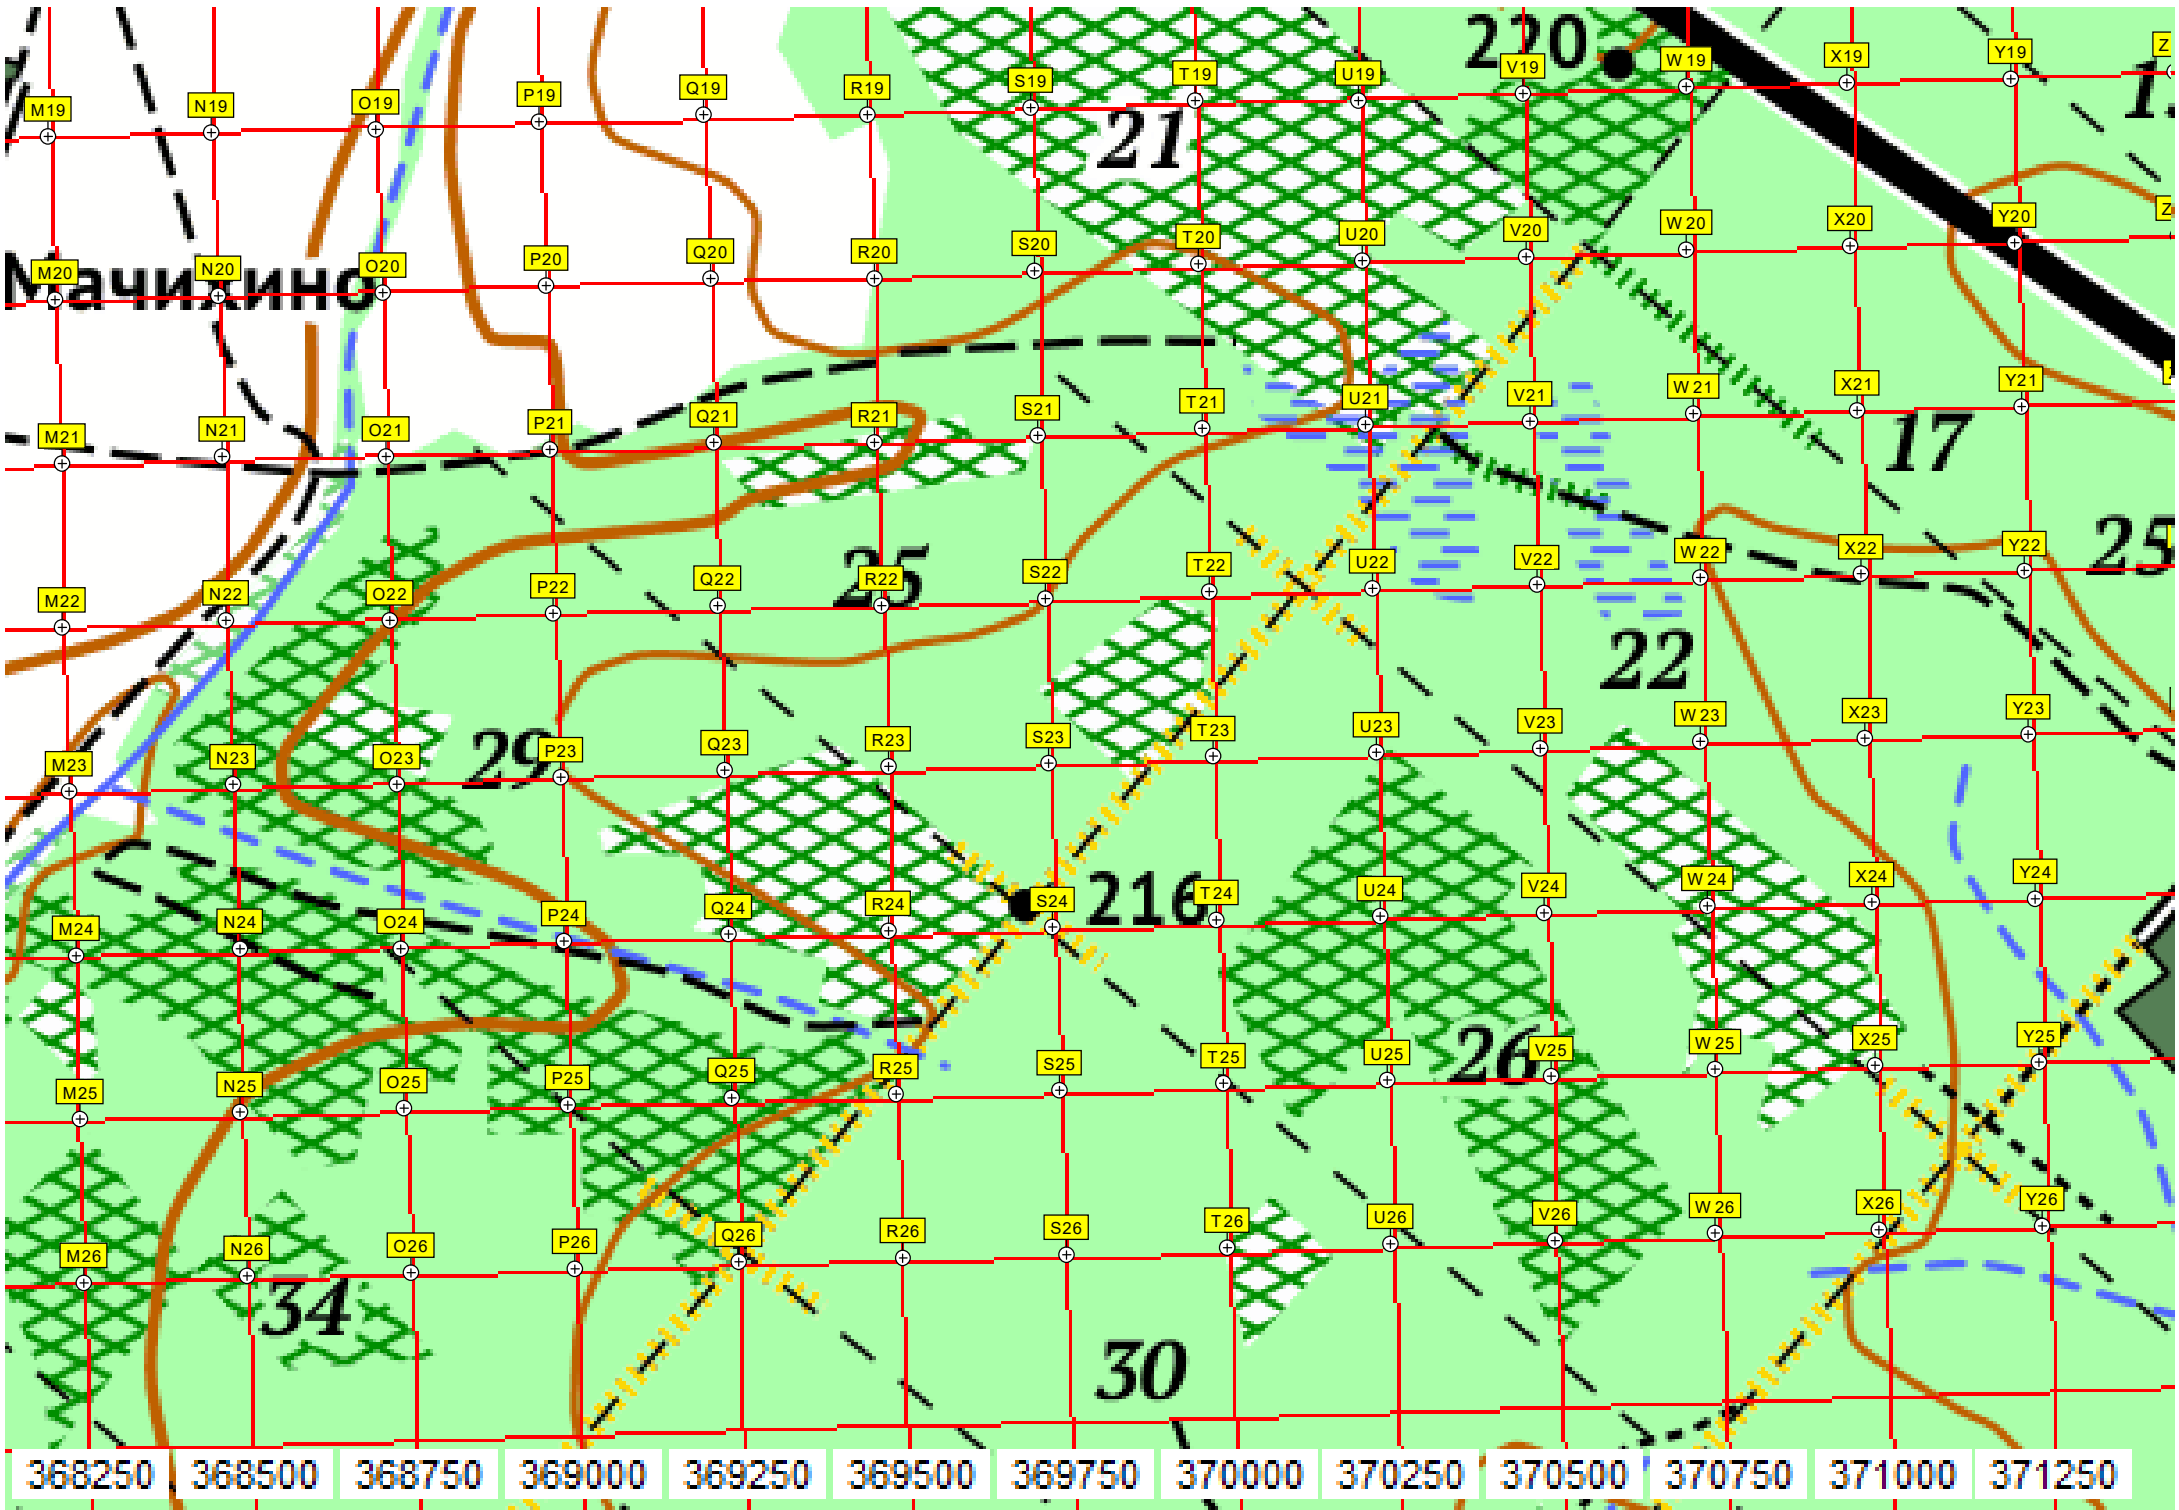 220
M19 N19 O19 P19 Q19 R19 S19 T19 U19 V19 W19 X19 Y19
21
Мачихино
M20 N20 O20 P20 Q20 R20 S20 T20 U20 V20 W20 X20 Y20
M21 N21 O21 P21 Q21 R21 S21 T21 U21 V21 W21 X21 Y21
17
25
25
M22 N22 O22 P22 Q22 R22 S22 T22 U22 V22 W22 X22 Y22
22
29
M23 N23 O23 P23 Q23 R23 S23 T23 U23 V23 W23 X23 Y23
216
M24 N24 O24 P24 Q24 R24 S24 T24 U24 V24 W24 X24 Y24
26
M25 N25 O25 P25 Q25 R25 S25 T25 U25 V25 W25 X25 Y25
M26 N26 O26 P26 Q26 R26 S26 T26 U26 V26 W26 X26 Y26
34
30
368250 368500 368750 369000 369250 369500 369750 370000 370250 370500 370750 371000 371250